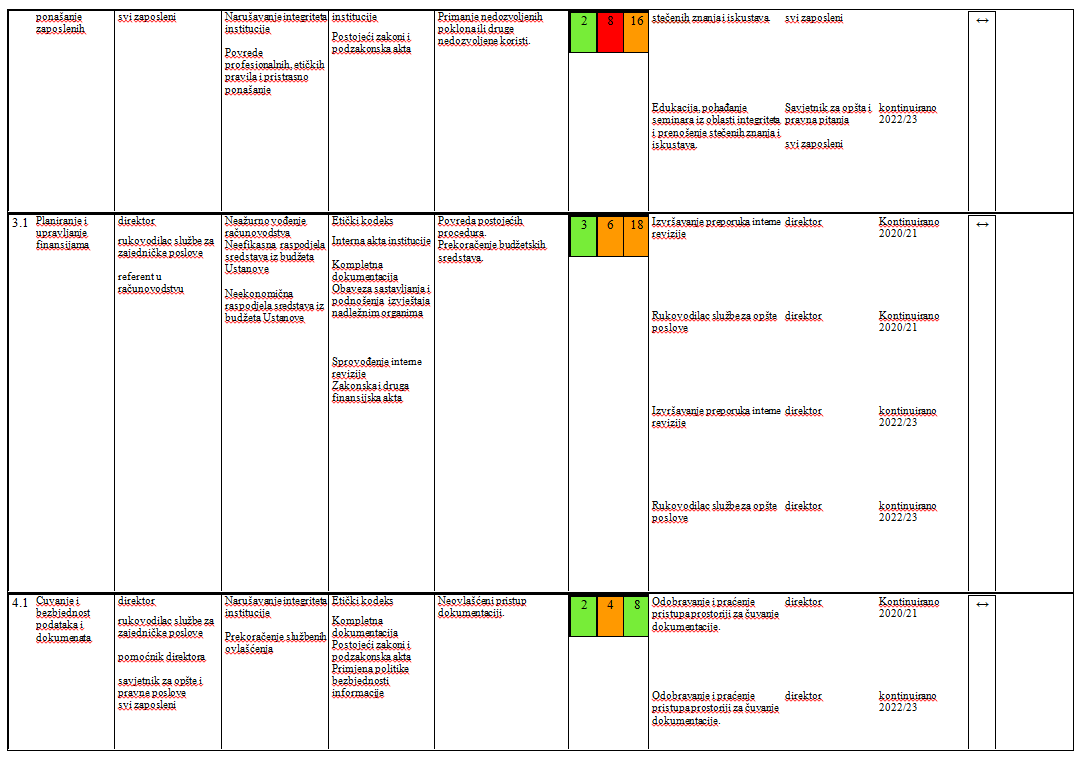 ponašanje
zaposlenih
svi zaposleni
Narušavanje integriteta
institucije
Povrede
profesionalnih, etičkih
pravila i pristrasno
ponašanje
institucije
Postojeći zakoni i
podzakonska akta
Primanje nedozvoljenih
poklona ili druge
nedozvoljene koristi.
2 8 16
stečenih znanja i iskustava.
svi zaposleni
↔
Edukacija, pohađanje
seminara iz oblasti integriteta
i prenošenje stečenih znanja i
iskustava.
Savjetnik za opšta i
pravna pitanja
svi zaposleni
kontinuirano
2022/23
3.1 Planiranje i
upravljanje
finansijama
direktor
rukovodilac službe za
zajedničke poslove
referent u
računovodstvu
Neažurno vođenje
računovodstva
Neefikasna raspodjela
sredstava iz budžeta
Ustanove
Neekonomična
raspodjela sredstava iz
budžeta Ustanove
Etički kodeks
Interna akta institucije
Kompletna
dokumentacija
Obaveza sastavljanja i
podnošenja izvještaja
nadležnim organima
Sprovođenje interne
revizije
Zakonska i druga
finansijska akta
Povreda postojećih
procedura.
Prekoračenje budžetskih
sredstava.
3 6 18
Izvršavanje preporuka interne
revizije
direktor
Kontinuirano
2020/21
↔
Rukovodilac službe za opšte
poslove
direktor
Kontinuirano
2020/21
Izvršavanje preporuka interne
revizije
direktor
kontinuirano
2022/23
Rukovodilac službe za opšte
poslove
direktor
kontinuirano
2022/23
4.1 Čuvanje i
bezbjednost
podataka i
dokumenata
direktor
rukovodilac službe za
zajedničke poslove
pomoćnik direktora
savjetnik za opšte i
pravne poslove
svi zaposleni
Narušavanje integriteta
institucije
Prekoračenje službenih
ovlašćenja
Etički kodeks
Kompletna
dokumentacija
Postojeći zakoni i
podzakonska akta
Primjena politike
bezbjednosti
informacije
Neovlašćeni pristup
dokumentaciji.
2 4 8
Odobravanje i praćenje
pristupa prostoriji za čuvanje
dokumentacije.
direktor
Kontinuirano
2020/21
↔
Odobravanje i praćenje
pristupa prostoriji za čuvanje
dokumentacije.
direktor
kontinuirano
2022/23